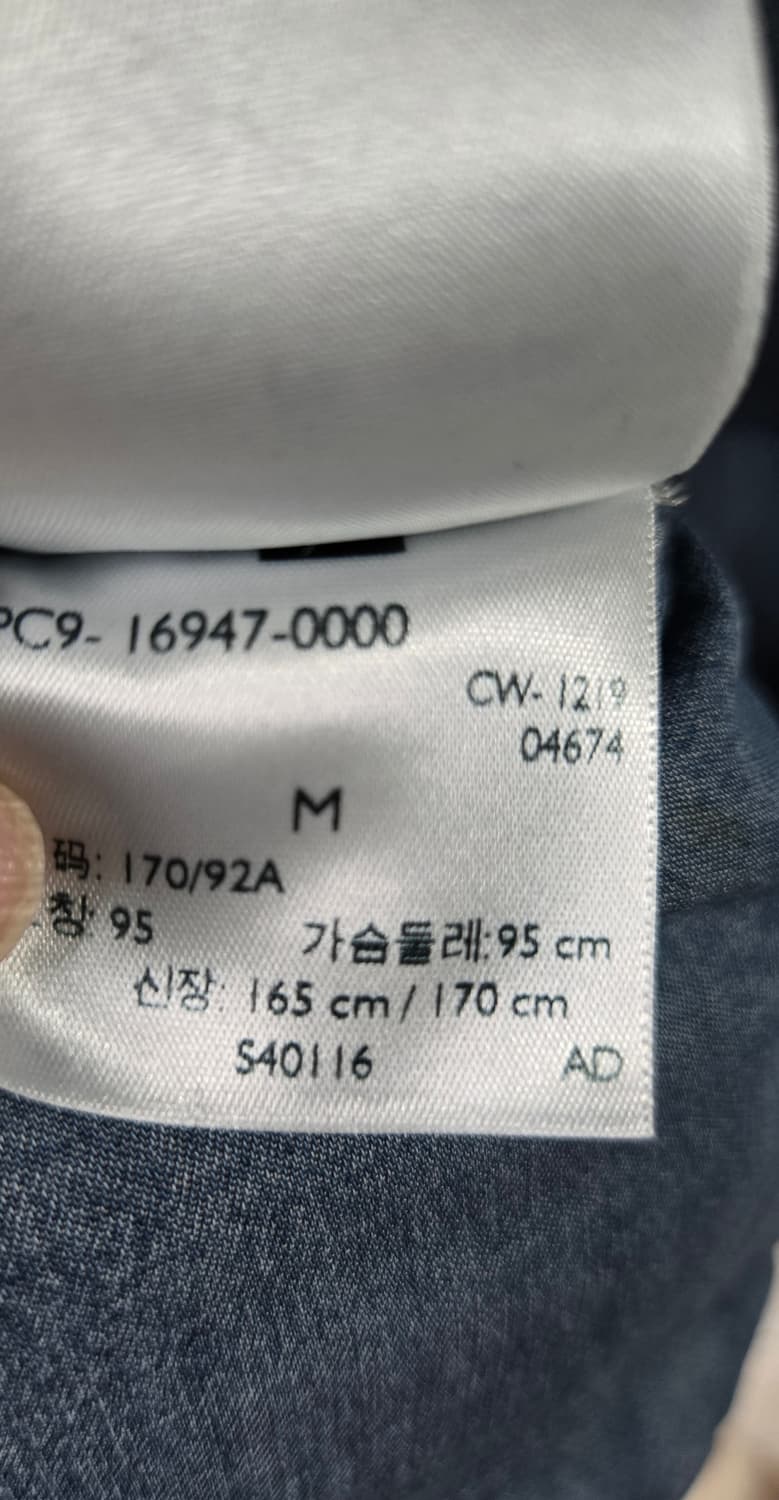 PC9- 16947-0000
CW- 1219
04674
M
码: 170/92A
칭: 95 가슴둘레: 95 cm
신장: 165 cm / 170 cm
S40116 AD